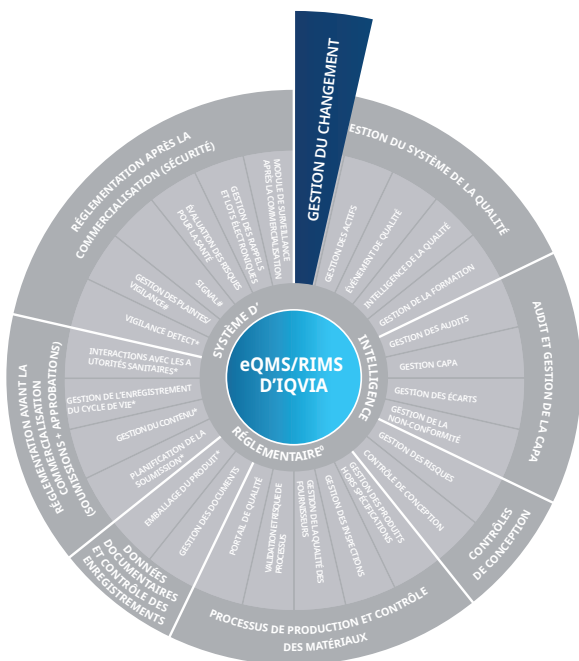 GESTION DU CHANGEMENT
ESTION DU SYSTÈME DE LA QUALITÉ
GESTION DES ACTIFS
ÉVÉNEMENT DE QUALITÉ
INTELLIGENCE DE LA QUALITÉ
GESTION DE LA FORMATION
AUDIT ET GESTION DE LA CAPA
GESTION DES AUDITS
GESTION CAPA
GESTION DES ÉCARTS
GESTION DE LA
NON-CONFORMITÉ
CONTRÔLES
DE CONCEPTION
GESTION DES RISQUES
CONTRÔLE DE CONCEPTION
PROCESSUS DE PRODUCTION ET CONTRÔLE
DES MATÉRIAUX
GESTION DES PRODUITS
HORS SPÉCIFICATIONS
GESTION DES INSPECTIONS
GESTION DE LA QUALITÉ DES
FOURNISSEURS
VALIDATION ET RISQUE DE
PROCESSUS
PORTAIL DE QUALITÉ
DONNÉES
DOCUMENTAIRES
ET CONTRÔLE DES
ENREGISTREMENTS
GESTION DES DOCUMENTS
EMBALLAGE DU PRODUIT*
RÉGLEMENTATION AVANT LA
COMMERCIALISATION
(SOUMISSIONS + APPROBATIONS)
PLANIFICATION DE LA
SOUMISSION*
GESTION DU CONTENU*
GESTION DE L'ENREGISTREMENT
DU CYCLE DE VIE*
INTERACTIONS AVEC LES A
UTORITÉS SANITAIRES*
RÉGLEMENTATION APRÈS LA
COMMERCIALISATION (SÉCURITÉ)
VIGILANCE DETECT*
GESTION DES PLAINTES/
VIGILANCE#
SIGNAL#
ÉVALUATION DES RISQUES
POUR LA SANTÉ
GESTION DES RAPPELS
ET LOTS ÉLECTRONIQUES
MODULE DE SURVEILLANCE
APRÈS LA COMMERCIALISATION
SYSTÈME D'
INTELLIGENCE
RÉGLEMENTAIRE◊
eQMS/RIMS
D'IQVIA